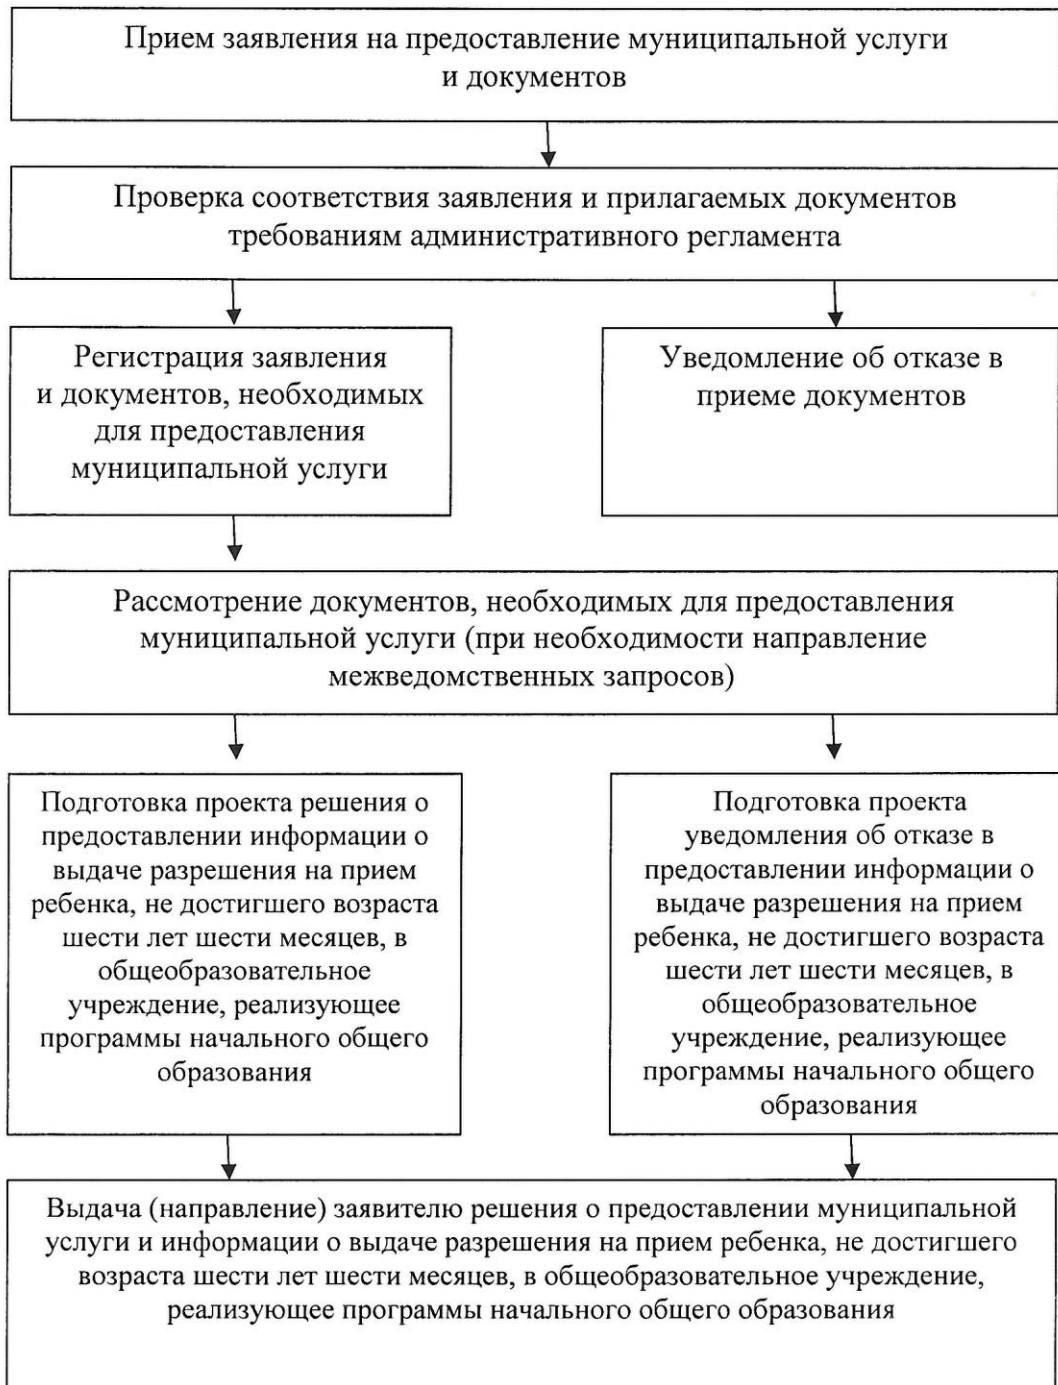 Прием заявления на предоставление муниципальной услуги
и документов
Проверка соответствия заявления и прилагаемых документов
требованиям административного регламента
Регистрация заявления
и документов, необходимых
для предоставления
муниципальной услуги
Уведомление об отказе в
приеме документов
Рассмотрение документов, необходимых для предоставления
муниципальной услуги (при необходимости направление
межведомственных запросов)
Подготовка проекта решения о
предоставлении информации о
выдаче разрешения на прием
ребенка, не достигшего возраста
шести лет шести месяцев, в
общеобразовательное
учреждение, реализующее
программы начального общего
образования
Подготовка проекта
уведомления об отказе в
предоставлении информации о
выдаче разрешения на прием
ребенка, не достигшего возраста
шести лет шести месяцев, в
общеобразовательное
учреждение, реализующее
программы начального общего
образования
Выдача (направление) заявителю решения о предоставлении муниципальной
услуги и информации о выдаче разрешения на прием ребенка, не достигшего
возраста шести лет шести месяцев, в общеобразовательное учреждение,
реализующее программы начального общего образования